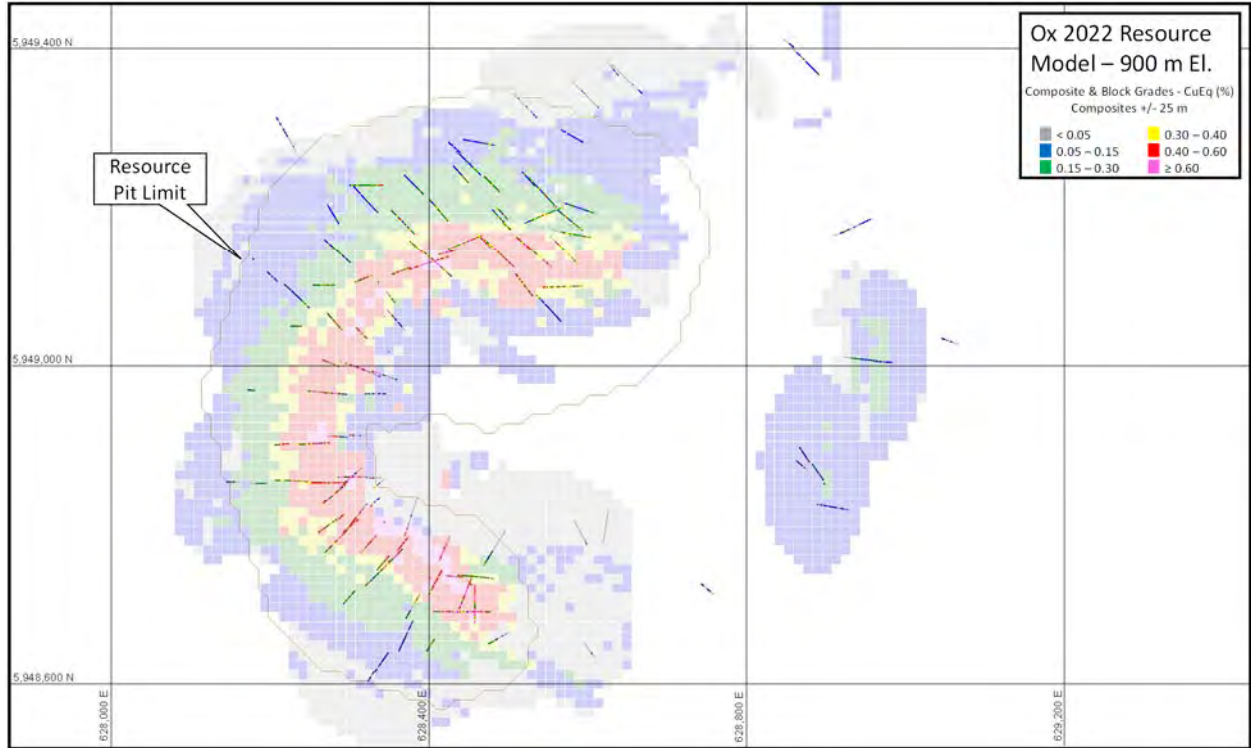 5,949,400 N
Ox 2022 Resource
Model – 900 m El.
Composite & Block Grades - CuEq (%)
Composites +/- 25 m
< 0.05
0.30 – 0.40
0.05 – 0.15
0.40 – 0.60
0.15 – 0.30
≥ 0.60
Resource
Pit Limit
5,949,000 N
5,948,600 N
628,000 E
628,400 E
628,800 E
629,200 E